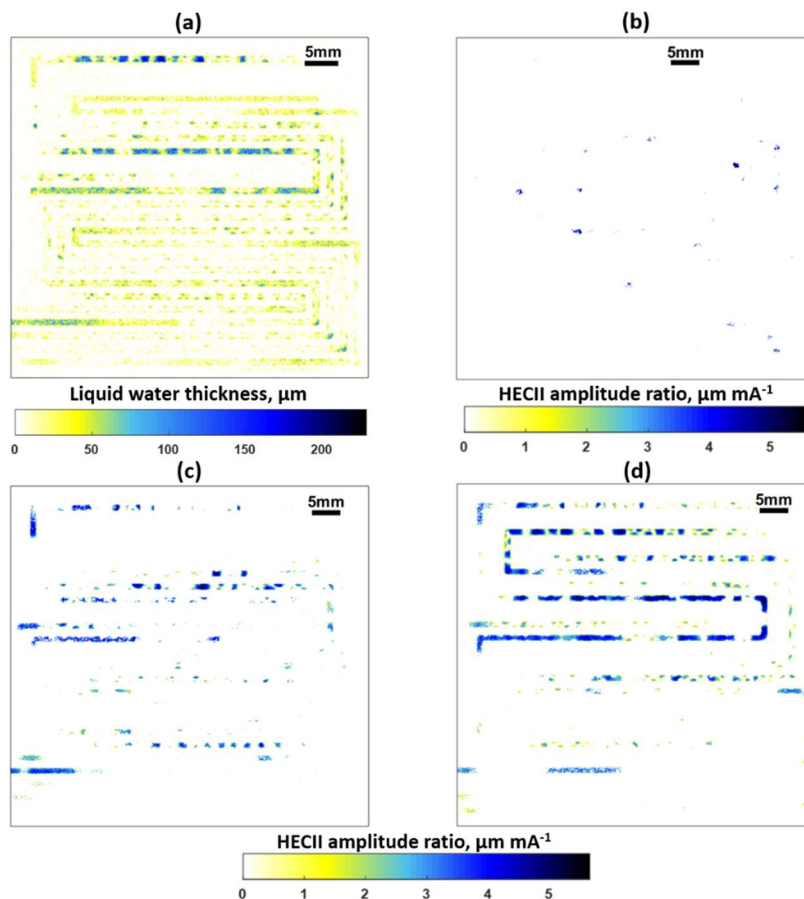 (a) (b)
5mm 5mm
Liquid water thickness, µm HECII amplitude ratio, µm mA⁻¹
0 50 100 150 200 0 1 2 3 4 5
(c) (d)
5mm 5mm
HECII amplitude ratio, µm mA⁻¹
0 1 2 3 4 5